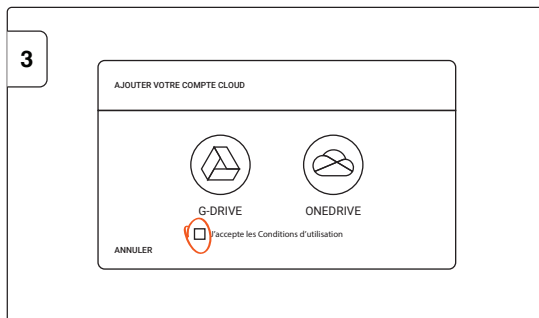 3
AJOUTER VOTRE COMPTE CLOUD
G-DRIVE
ONEDRIVE
J'accepte les Conditions d'utilisation
ANNULER